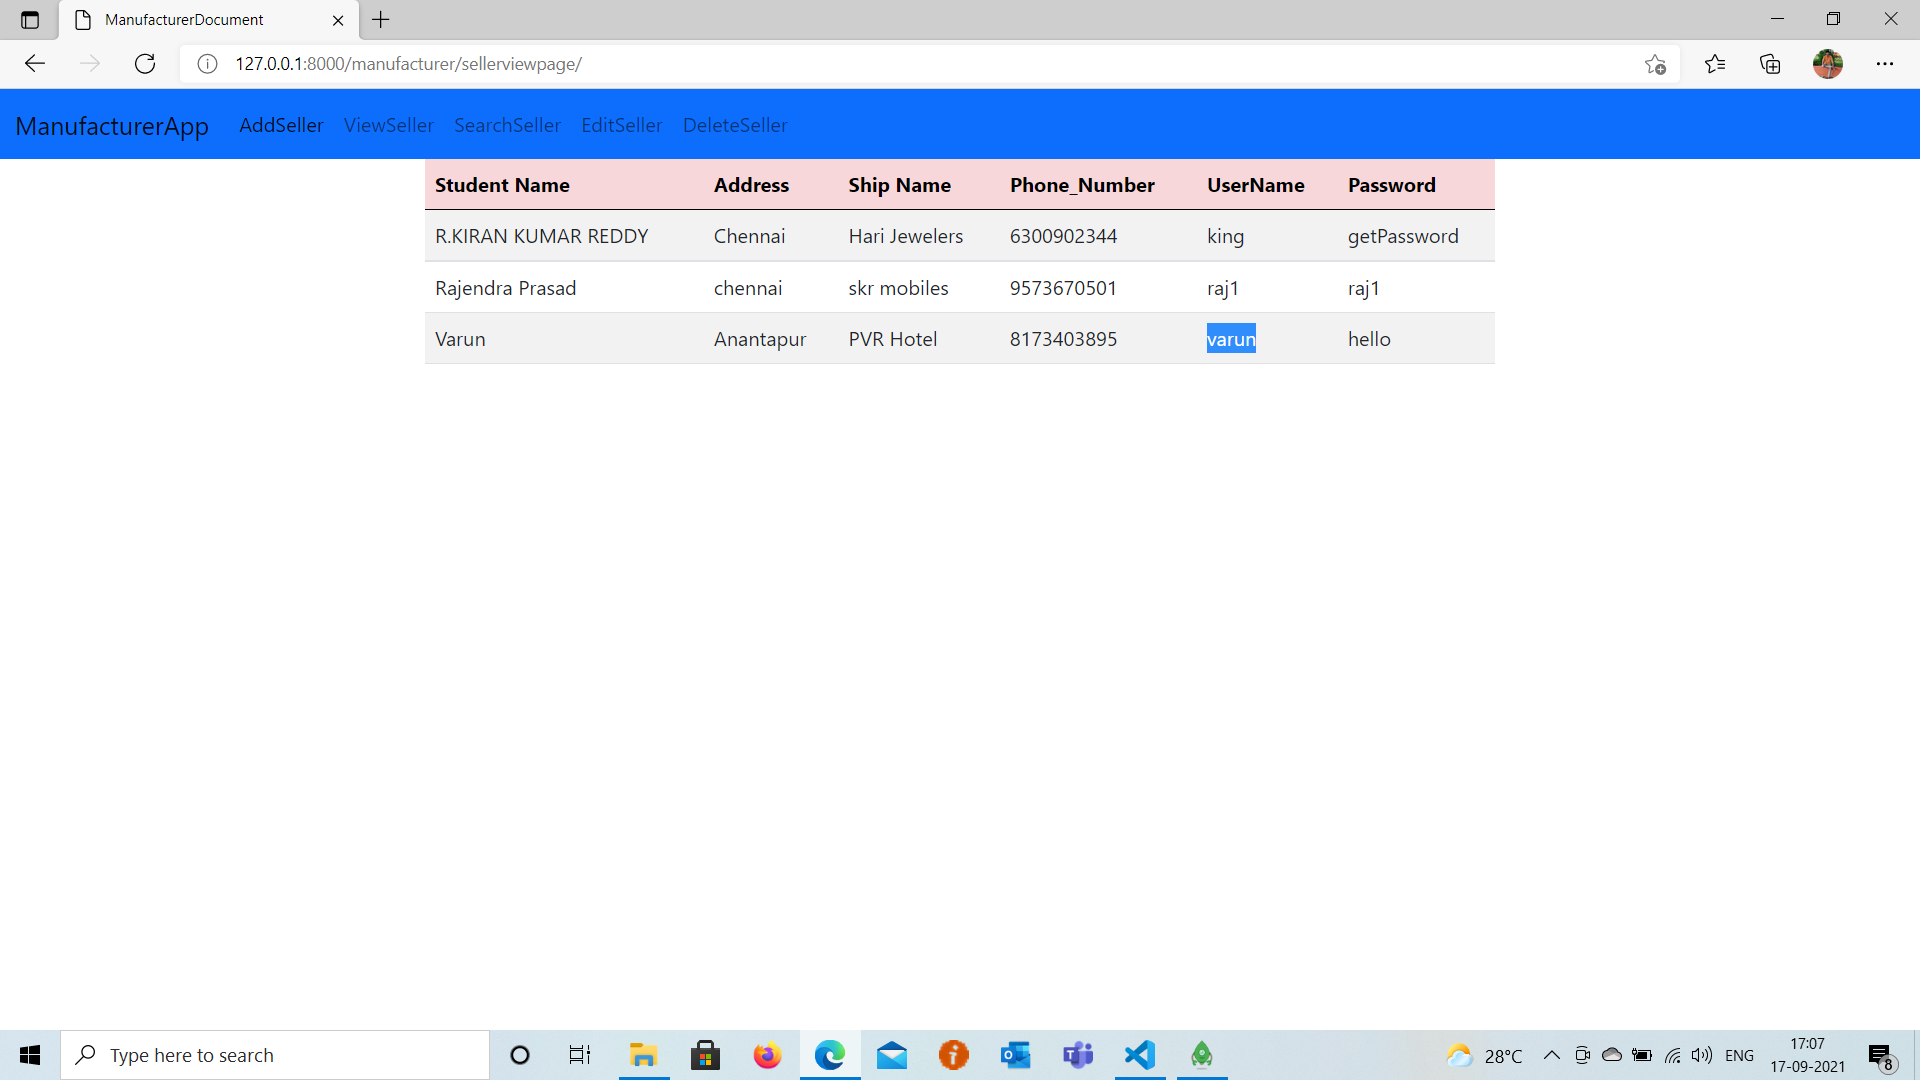 ManufacturerDocument
127.0.0.1:8000/manufacturer/sellerviewpage/
ManufacturerApp AddSeller ViewSeller SearchSeller EditSeller DeleteSeller
Student Name Address Ship Name Phone_Number UserName Password
R.KIRAN KUMAR REDDY Chennai Hari Jewelers 6300902344 king getPassword
Rajendra Prasad chennai skr mobiles 9573670501 raj1 raj1
Varun Anantapur PVR Hotel 8173403895 varun hello
Type here to search 28°C ENG 17:07
17-09-2021 8